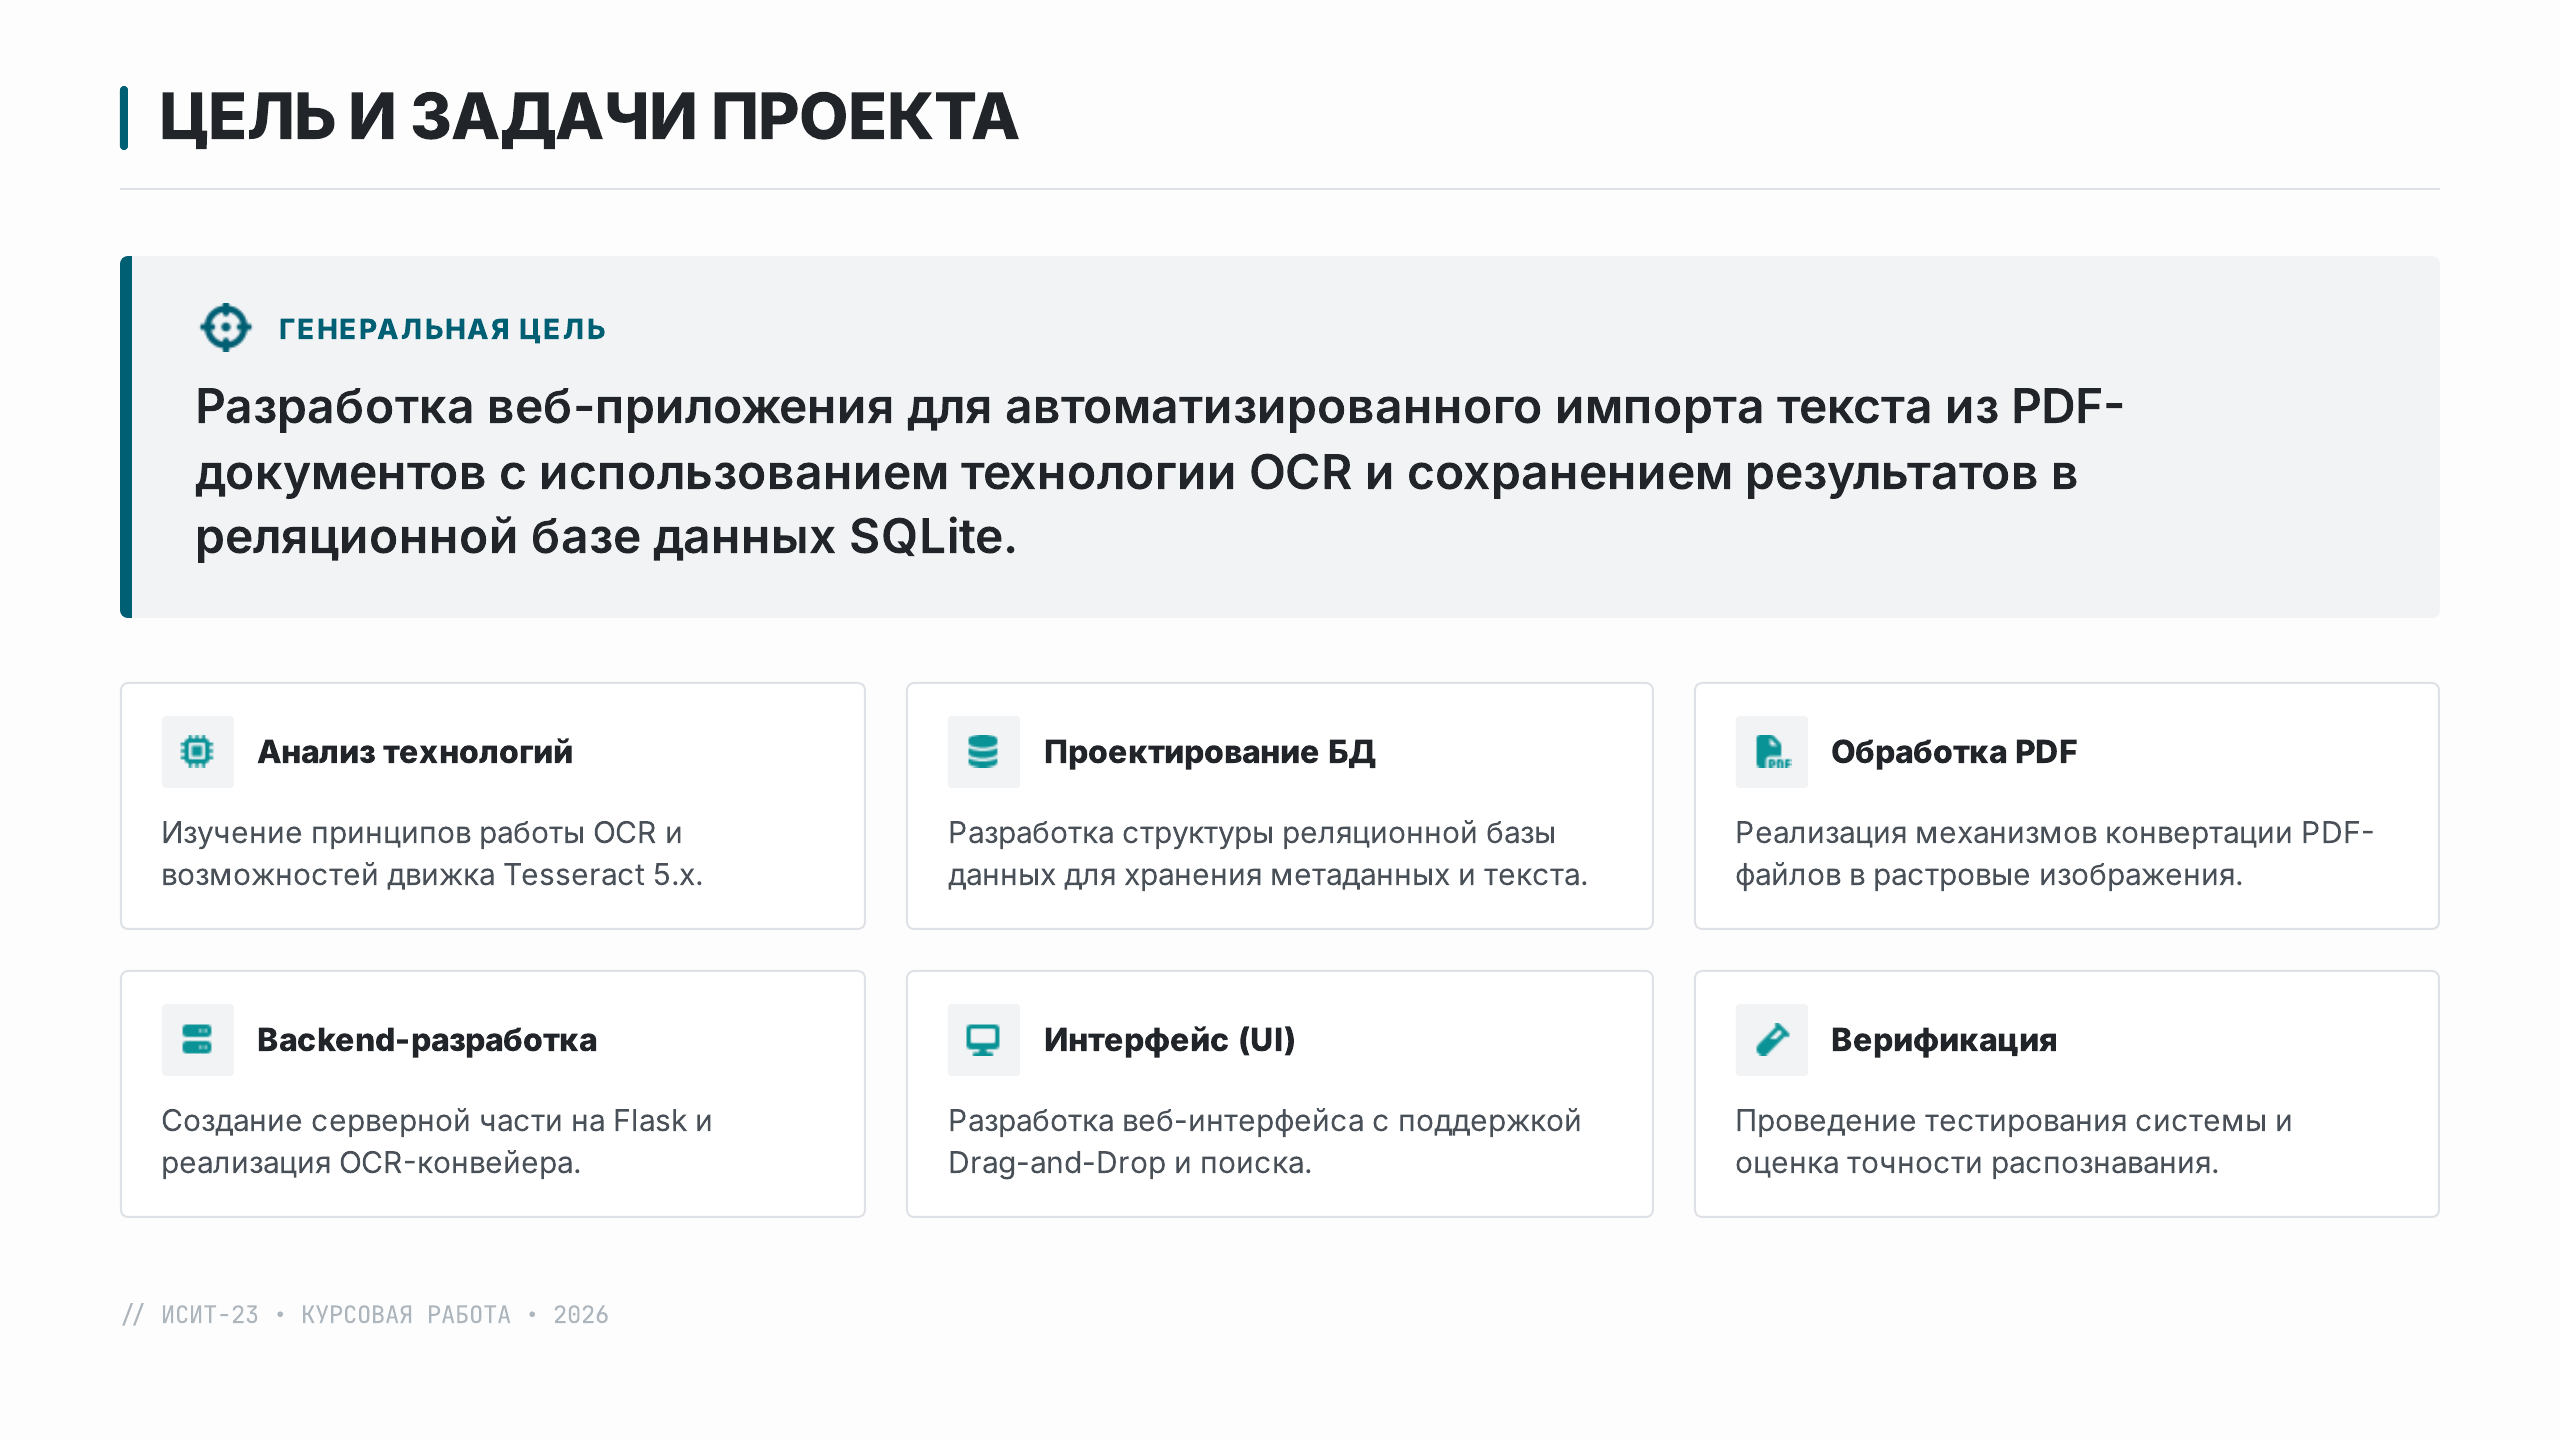 ЦЕЛЬ И ЗАДАЧИ ПРОЕКТА
ГЕНЕРАЛЬНАЯ ЦЕЛЬ
Разработка веб-приложения для автоматизированного импорта текста из PDF-
документов с использованием технологии OCR и сохранением результатов в
реляционной базе данных SQLite.
Анализ технологий
Изучение принципов работы OCR и
возможностей движка Tesseract 5.x.
Проектирование БД
Разработка структуры реляционной базы
данных для хранения метаданных и текста.
PDF
Обработка PDF
Реализация механизмов конвертации PDF-
файлов в растровые изображения.
Backend-разработка
Создание серверной части на Flask и
реализация OCR-конвейера.
Интерфейс (UI)
Разработка веб-интерфейса с поддержкой
Drag-and-Drop и поиска.
Верификация
Проведение тестирования системы и
оценка точности распознавания.
// ИСИТ-23 • КУРСОВАЯ РАБОТА • 2026